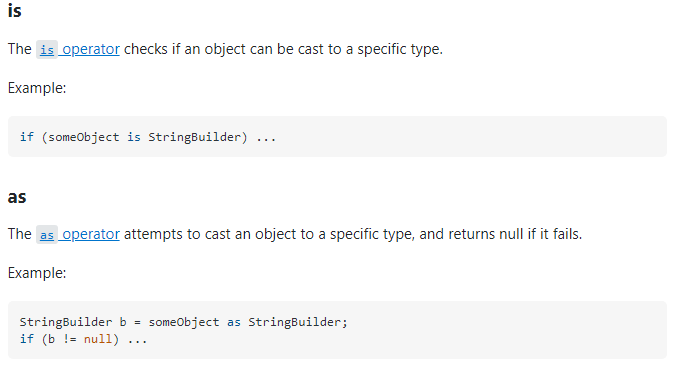 is
The is operator checks if an object can be cast to a specific type.
Example:
if (someObject is StringBuilder) ...
as
The as operator attempts to cast an object to a specific type, and returns null if it fails.
Example:
StringBuilder b = someObject as StringBuilder;
if (b != null) ...